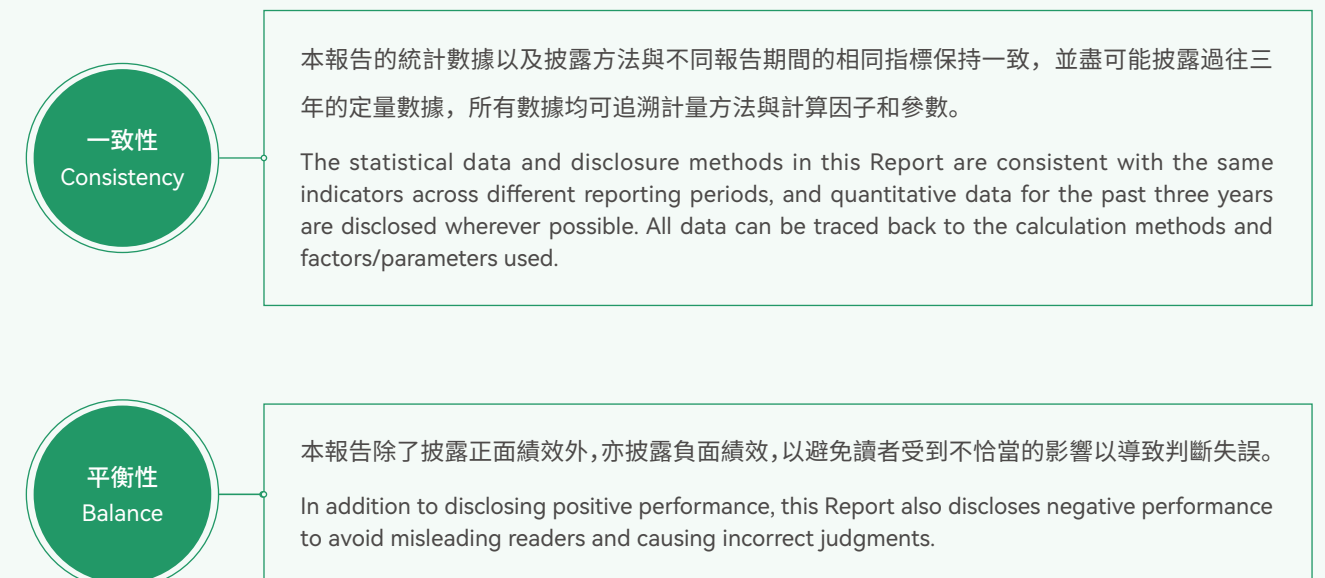 一致性
Consistency
本報告的統計數據以及披露方法與不同報告期間的相同指標保持一致，並盡可能披露過往三
年的定量數據，所有數據均可追溯計量方法與計算因子和參數。
The statistical data and disclosure methods in this Report are consistent with the same
indicators across different reporting periods, and quantitative data for the past three years
are disclosed wherever possible. All data can be traced back to the calculation methods and
factors/parameters used.
平衡性
Balance
本報告除了披露正面績效外，亦披露負面績效，以避免讀者受到不恰當的影響以導致判斷失誤。
In addition to disclosing positive performance, this Report also discloses negative performance
to avoid misleading readers and causing incorrect judgments.